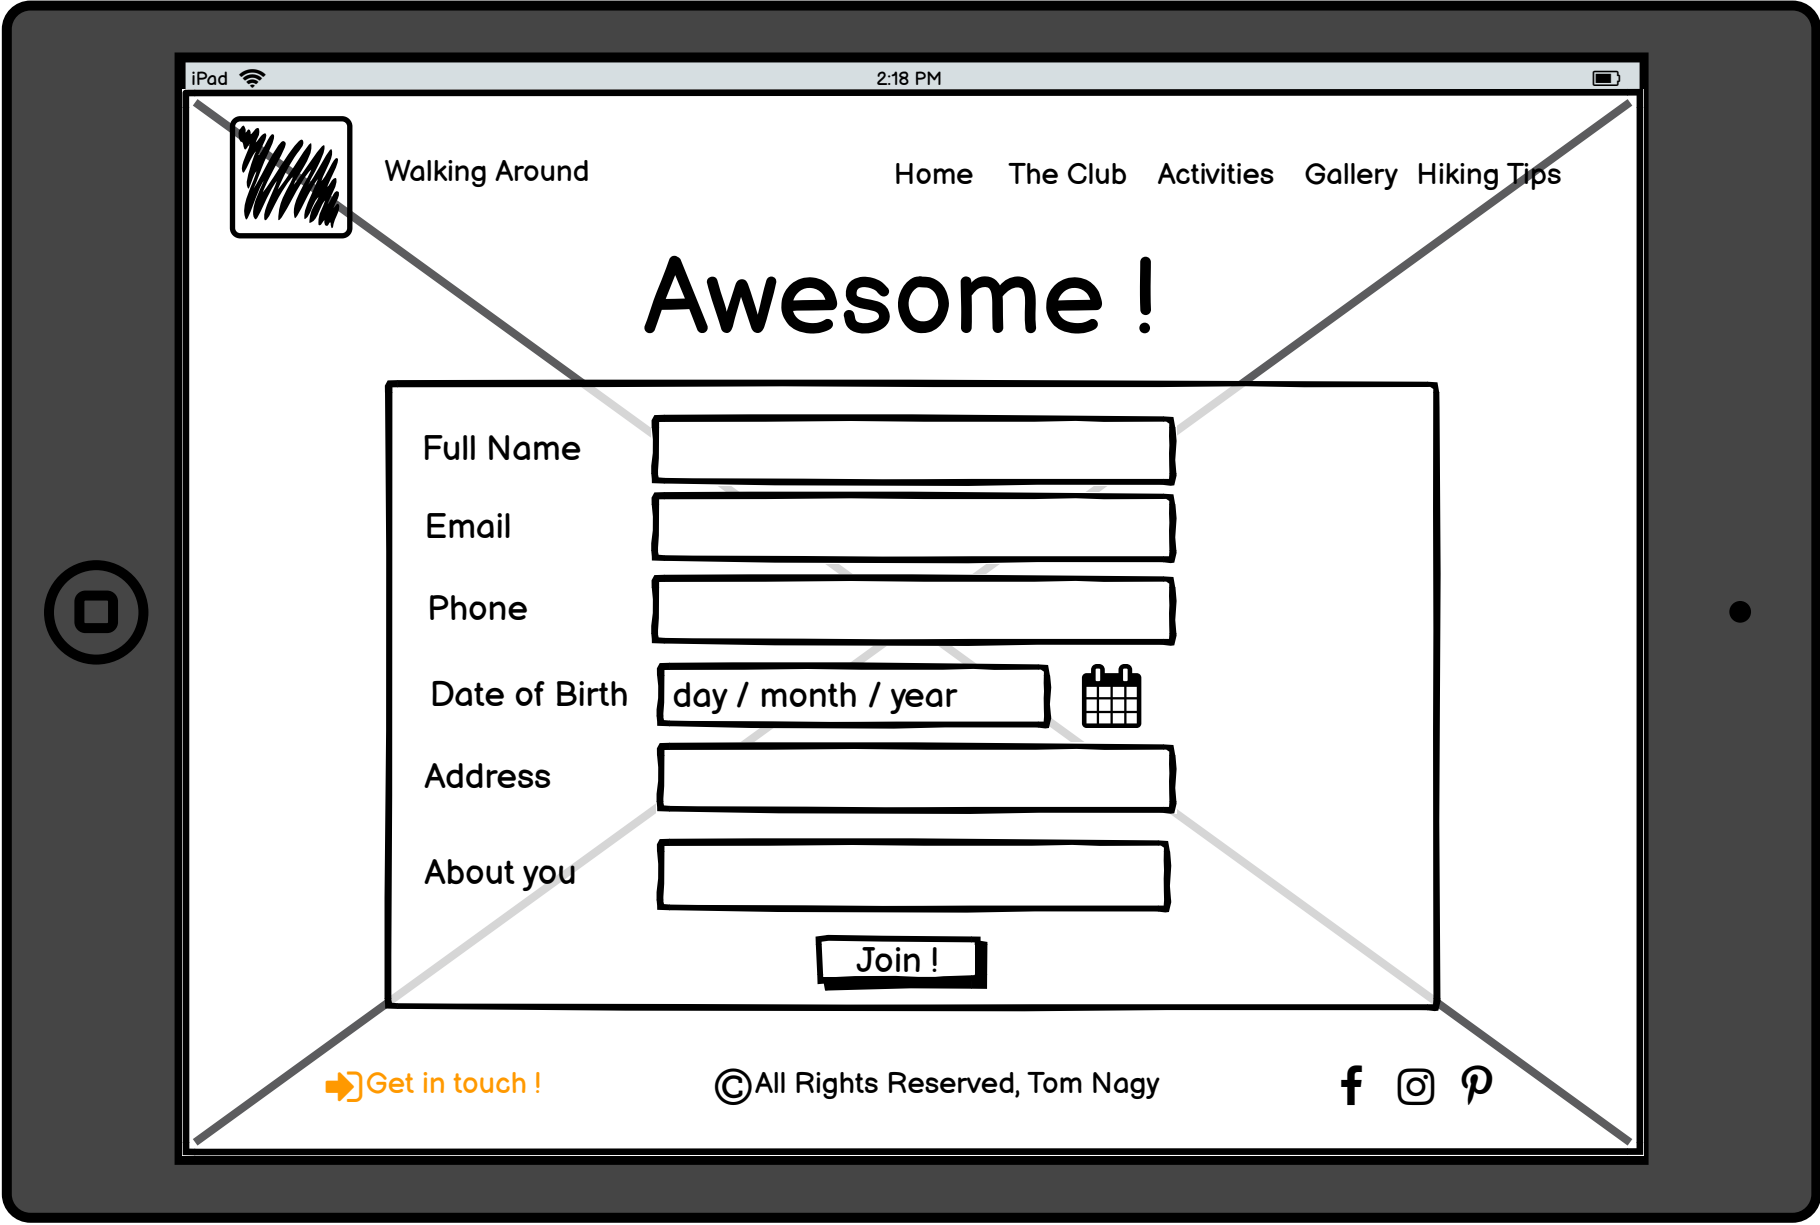 iPad 2:18 PM
Walking Around Home The Club Activities Gallery Hiking Tips
Awesome !
Full Name
Email
Phone
Date of Birth day / month / year
Address
About you
Join !
Get in touch ! ©All Rights Reserved, Tom Nagy